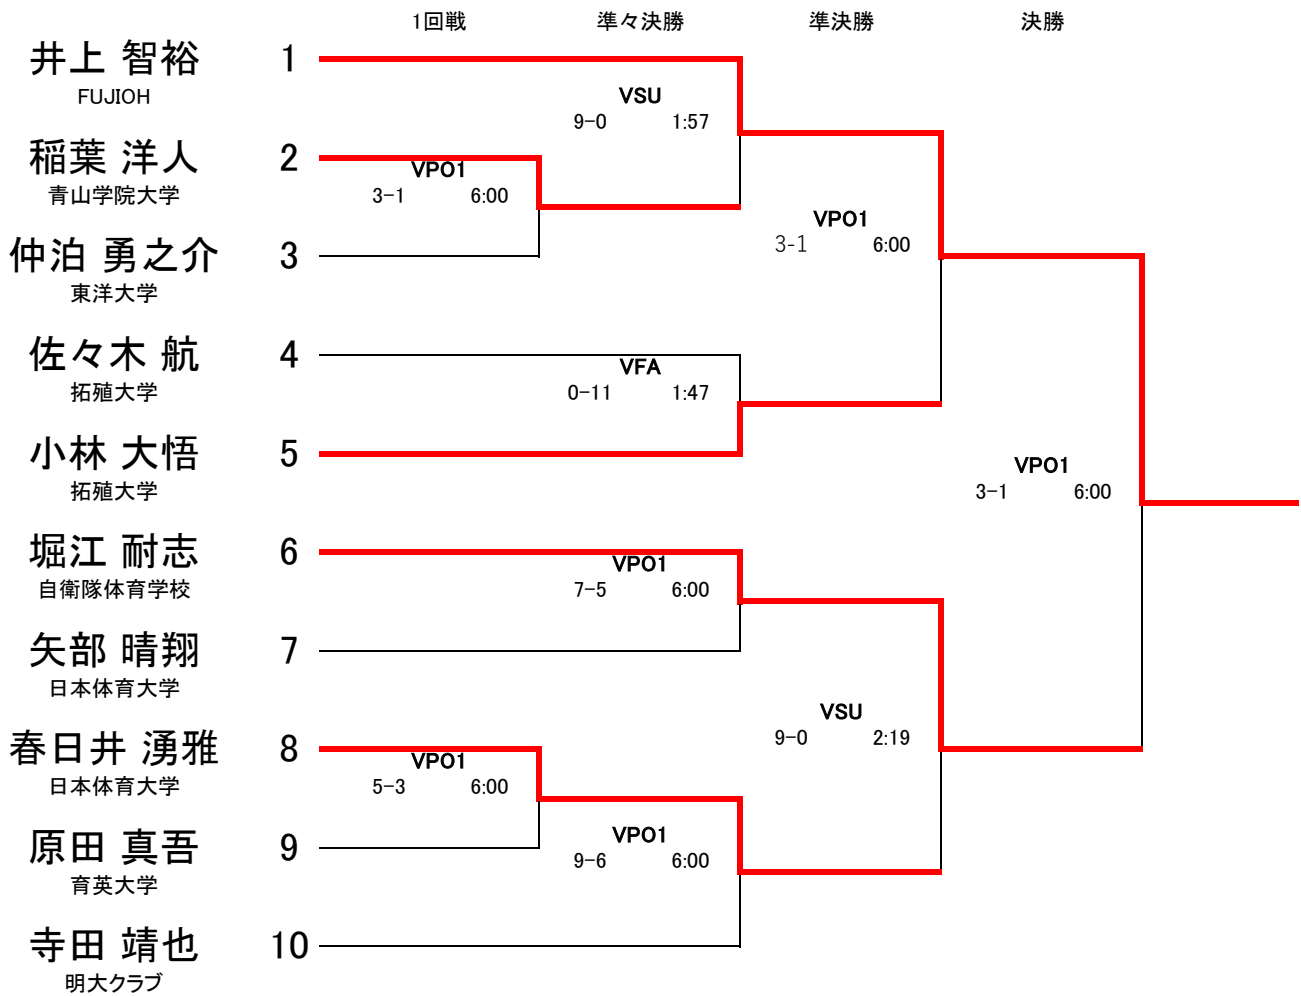 1回戦 準々決勝 準決勝 決勝
井上 智裕 1
FUJIOH
VSU
9-0 1:57
稲葉 洋人 2
青山学院大学
VPO1
3-1 6:00
仲泊 勇之介 3
東洋大学
VPO1
3-1 6:00
佐々木 航 4
拓殖大学
VFA
0-11 1:47
小林 大悟 5
拓殖大学
VPO1
3-1 6:00
堀江 耐志 6
自衛隊体育学校
VPO1
7-5 6:00
矢部 晴翔 7
日本体育大学
VSU
9-0 2:19
春日井 湧雅 8
日本体育大学
VPO1
5-3 6:00
原田 真吾 9
育英大学
VPO1
9-6 6:00
寺田 靖也 10
明大クラブ